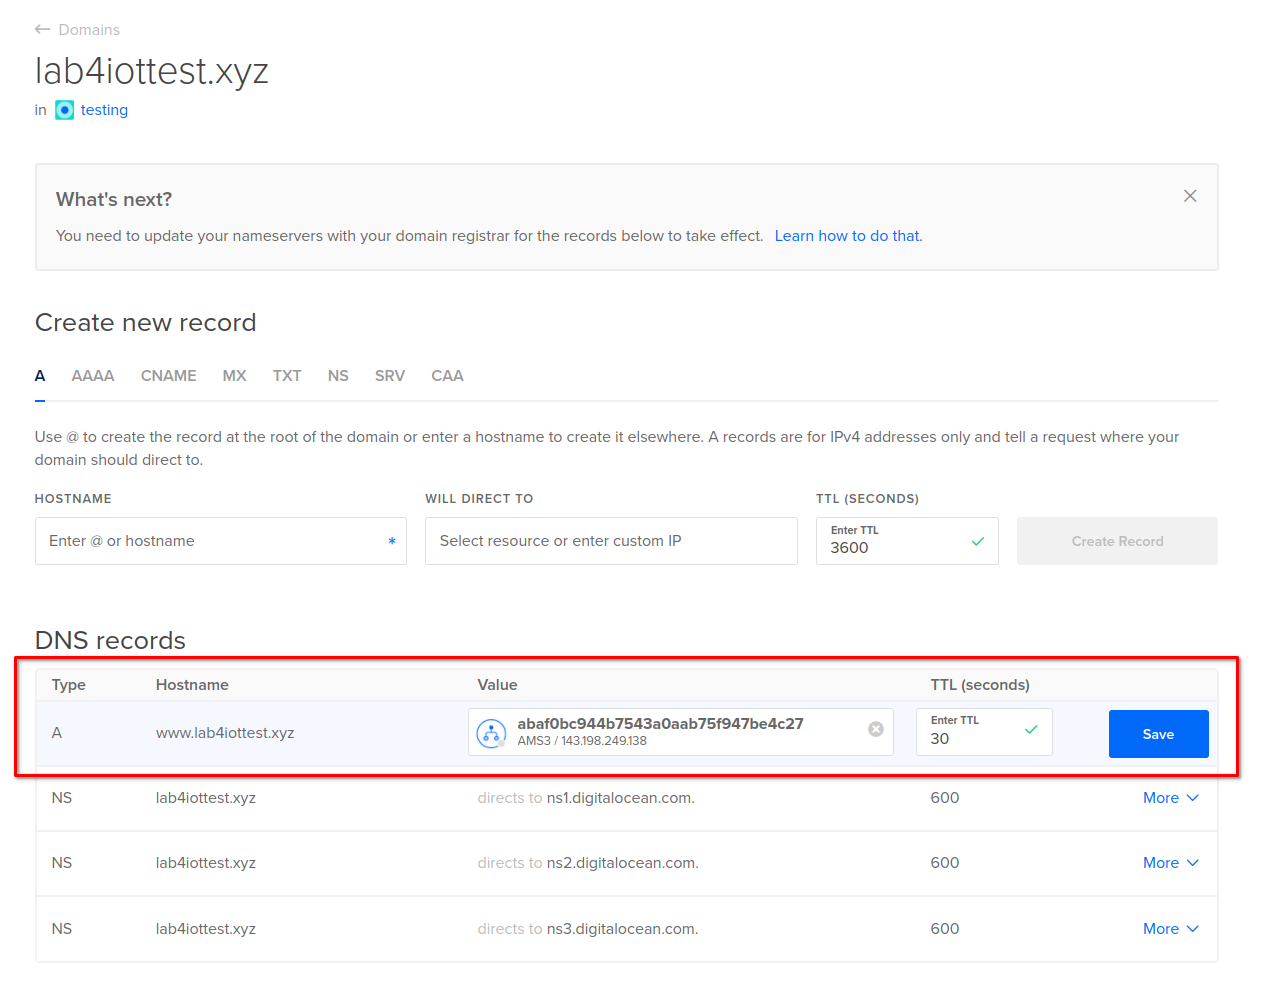 ← Domains
lab4iottest.xyz
in testing
What's next?
You need to update your nameservers with your domain registrar for the records below to take effect. Learn how to do that.
Create new record
A AAAA CNAME MX TXT NS SRV CAA
Use @ to create the record at the root of the domain or enter a hostname to create it elsewhere. A records are for IPv4 addresses only and tell a request where your
domain should direct to.
HOSTNAME WILL DIRECT TO TTL (SECONDS)
Enter @ or hostname * Select resource or enter custom IP Enter TTL
3600
Create Record
DNS records
Type Hostname Value TTL (seconds)
A www.lab4iottest.xyz abaf0bc944b7543a0aab75f947be4c27
AMS3 / 143.198.249.138
Enter TTL
30
Save
NS lab4iottest.xyz directs to ns1.digitalocean.com. 600 More
NS lab4iottest.xyz directs to ns2.digitalocean.com. 600 More
NS lab4iottest.xyz directs to ns3.digitalocean.com. 600 More